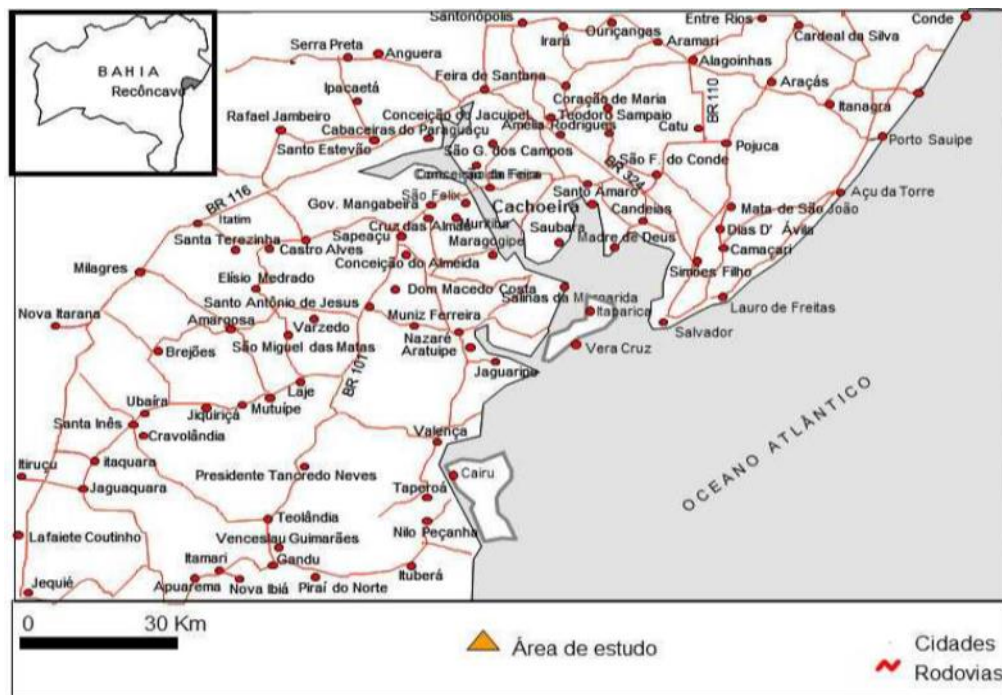 BAHIA
Recôncavo
Santonópolis
Irará
Ouriçangas
Aramari
Entre Rios
Cardeal da Silva
Conde
Serra Preta
Anguera
Alagoinhas
Feira de Santana
Araçás
Ipacaetá
Itanagrá
Rafael Jambeiro
Conceição do Jacuipel
Coração de Maria
Teodoro Sampaio
BR 110
Cabaceiras do Paraguaçu
Amélia Rodrigues
Catu
Porto Sauipe
Santo Estevão
São G. dos Campos
BR 324
São F. do Conde
Pojuca
Conceição da Feira
BR 116
São Felix
Santo Amaro
Açu da Torre
Gov. Mangabeira
Cachoeira
Candeias
Mata de São João
Itatim
Cruz das Almas
Muritiba
Santa Terezinha
Sapeaçu
Maragogipe
Saubara
Madre de Deus
Dias D' Ávila
Castro Alves
Camaçari
Milagres
Conceição do Almeida
Simões Filho
Elísio Medrado
Dom Macedo Costa
Salinas da Margarida
Santo Antônio de Jesus
Itaparica
Lauro de Freitas
Nova Itarana
Amargosa
Varzedo
Muniz Ferreira
Salvador
São Miguel das Matas
Nazaré
Brejões
Aratuipe
Vera Cruz
BR 101
Jaguaripe
Laje
Ubaíra
Jiquiriçá
Mutuípe
Santa Inês
Cravolândia
Valença
OCEANO ATLÂNTICO
Itiruçu
itaquara
Presidente Tancredo Neves
Cairu
Jaguaquara
Taperoá
Teolândia
Lafaiete Coutinho
Venceslau Guimarães
Nilo Peçanha
Itamari
Gandu
Jequié
Apuarema
Nova Ibiá
Piraí do Norte
Ituberá
0 30 Km
Área de estudo
Cidades
Rodovias